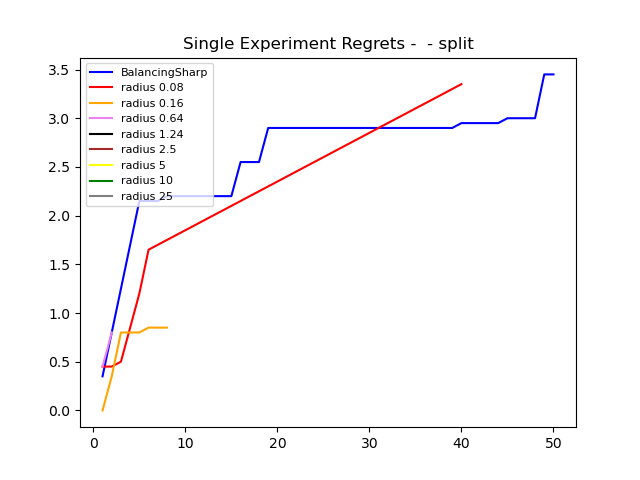 Single Experiment Regrets -  - split
BalancingSharp
radius 0.08
radius 0.16
radius 0.64
radius 1.24
radius 2.5
radius 5
radius 10
radius 25
3.5
3.0
2.5
2.0
1.5
1.0
0.5
0.0
0 10 20 30 40 50